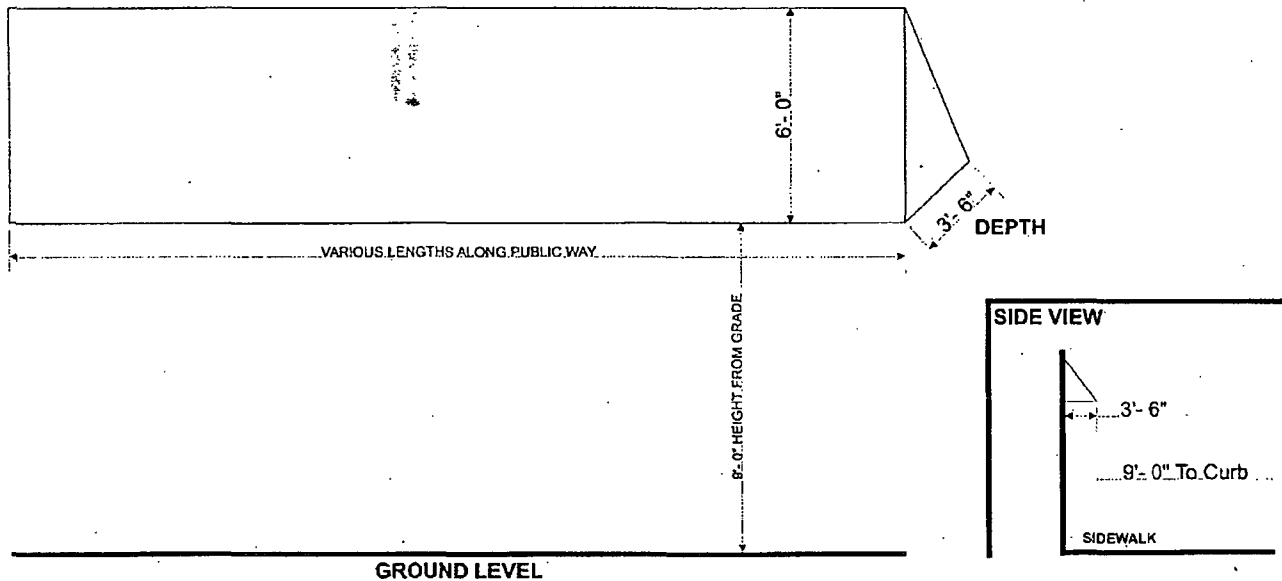 6'- 0"
3'- 6"
DEPTH
VARIOUS LENGTHS ALONG PUBLIC WAY
9'- 0" HEIGHT FROM GRADE
SIDE VIEW
3'- 6"
9'- 0" To Curb
SIDEWALK
GROUND LEVEL